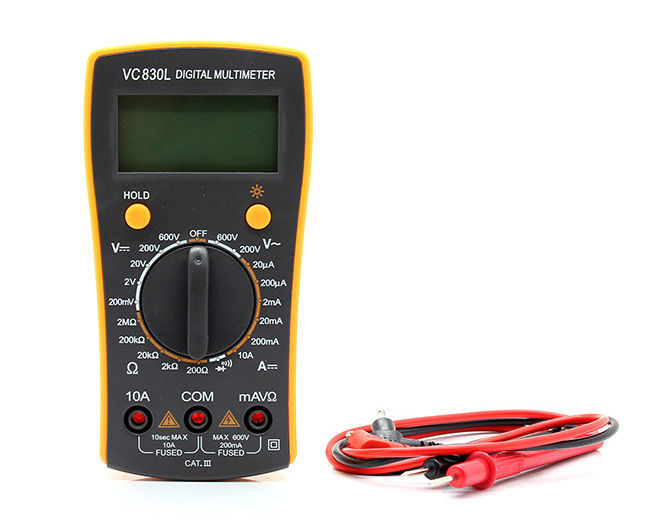 VC830L DIGITAL MULTIMETER
HOLD
OFF
600V 600V
V⎓ 200V 200V V~
20V 20µA
2V 200µA
200mV 2mA
2MΩ 20mA
200kΩ 200mA
20kΩ 10A
Ω 2kΩ 200Ω A⎓
10A COM mAVΩ
10sec MAX MAX 600V
10A 200mA
FUSED FUSED
CAT. III